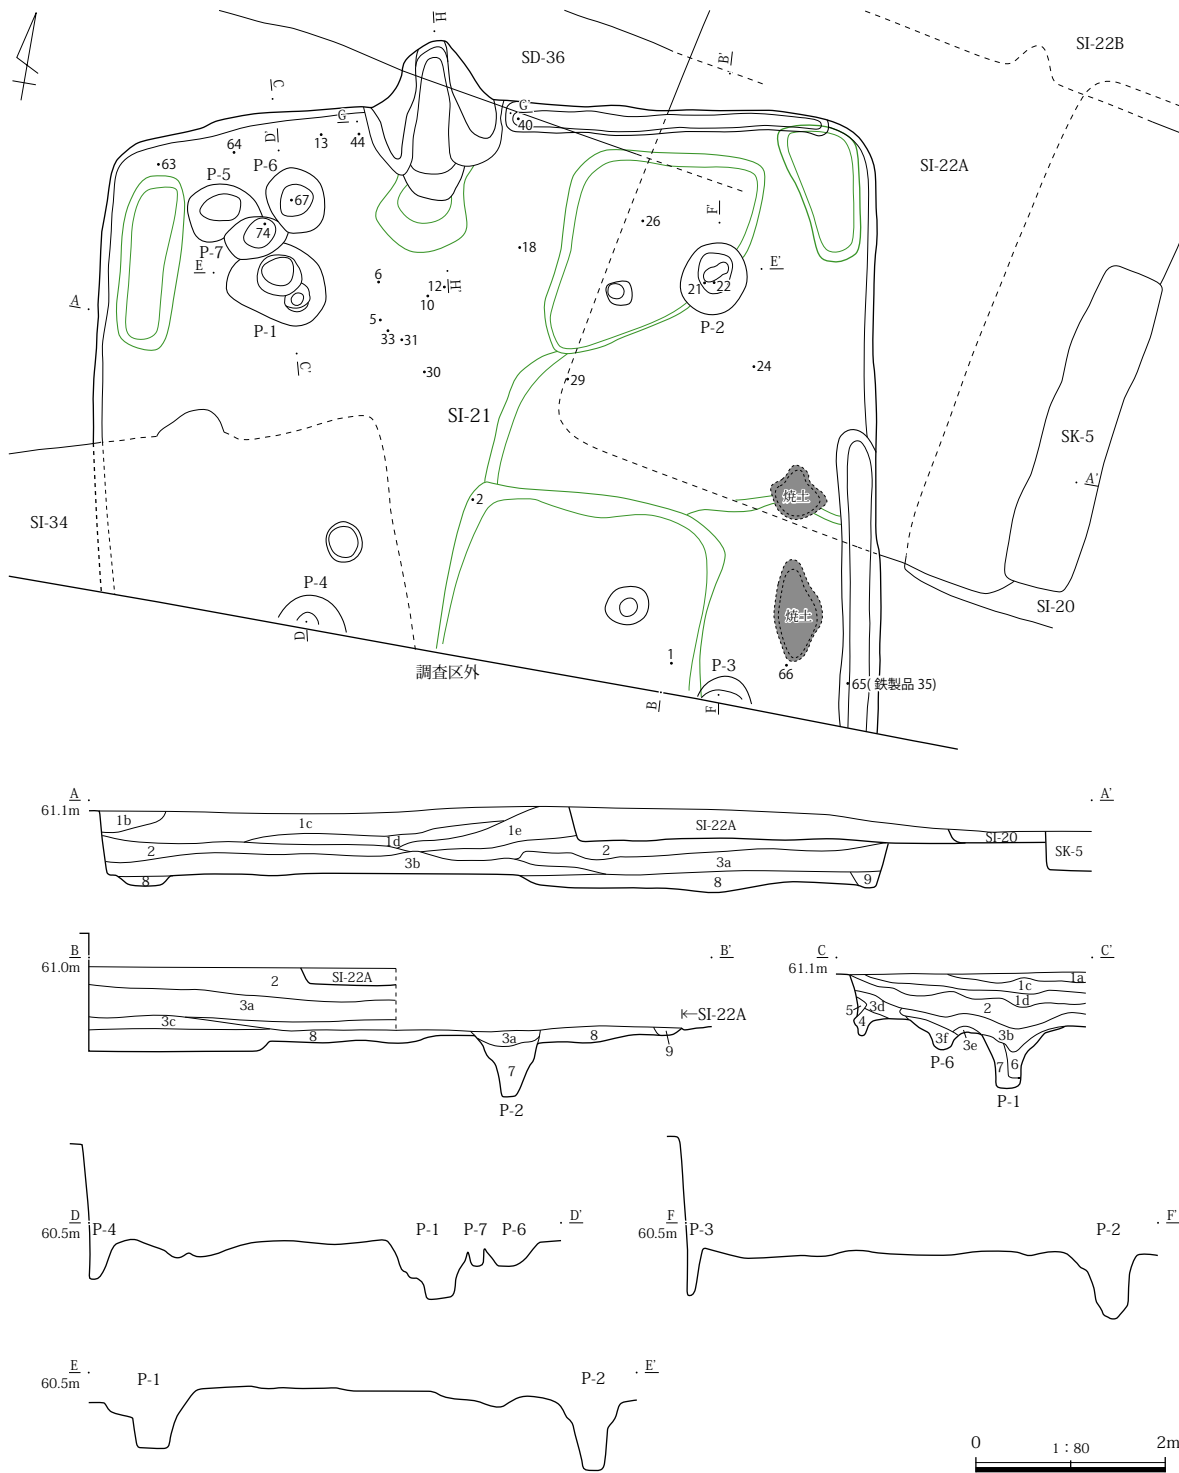 H
SD-36
B'
SI-22B
C
G
G'
40
D'
64
13
44
63
P-6
P-5
67
SI-22A
74
P-7
E
26
F'
18
E'
6
12
H'
21
22
A
10
5
P-1
P-2
33
31
C'
30
24
29
SI-21
SK-5
A'
焼土
2
SI-34
P-4
SI-20
焼土
D
1
調査区外
P-3
66
65(鉄製品 35)
B
F
A
61.1m
A'
1b
1c
1d
1e
SI-22A
SI-20
SK-5
2
2
3b
3a
8
8
9
B
61.0m
B'
2
SI-22A
3a
3c
8
3a
8
9
7
P-2
SI-22A
C
61.1m
C'
1a
1c
1d
5
3d
2
4
3f
3e
3b
P-6
7
6
P-1
D
60.5m
P-4
P-1
P-7
P-6
D'
F
60.5m
P-3
P-2
F'
E
60.5m
P-1
P-2
E'
0
1:80
2m